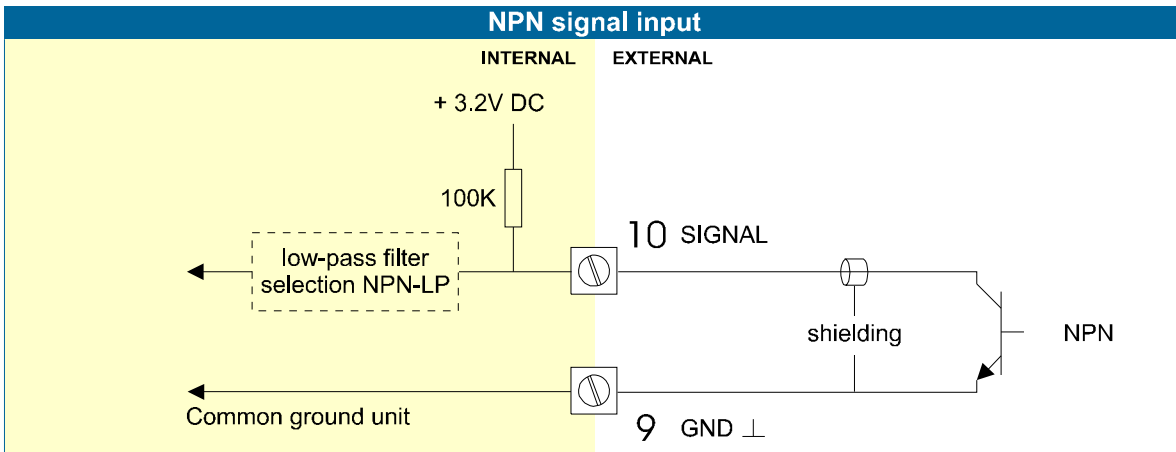 NPN signal input
INTERNAL EXTERNAL
+ 3.2V DC
100K
10 SIGNAL
low-pass filter
selection NPN-LP
shielding
NPN
Common ground unit
9 GND ⊥